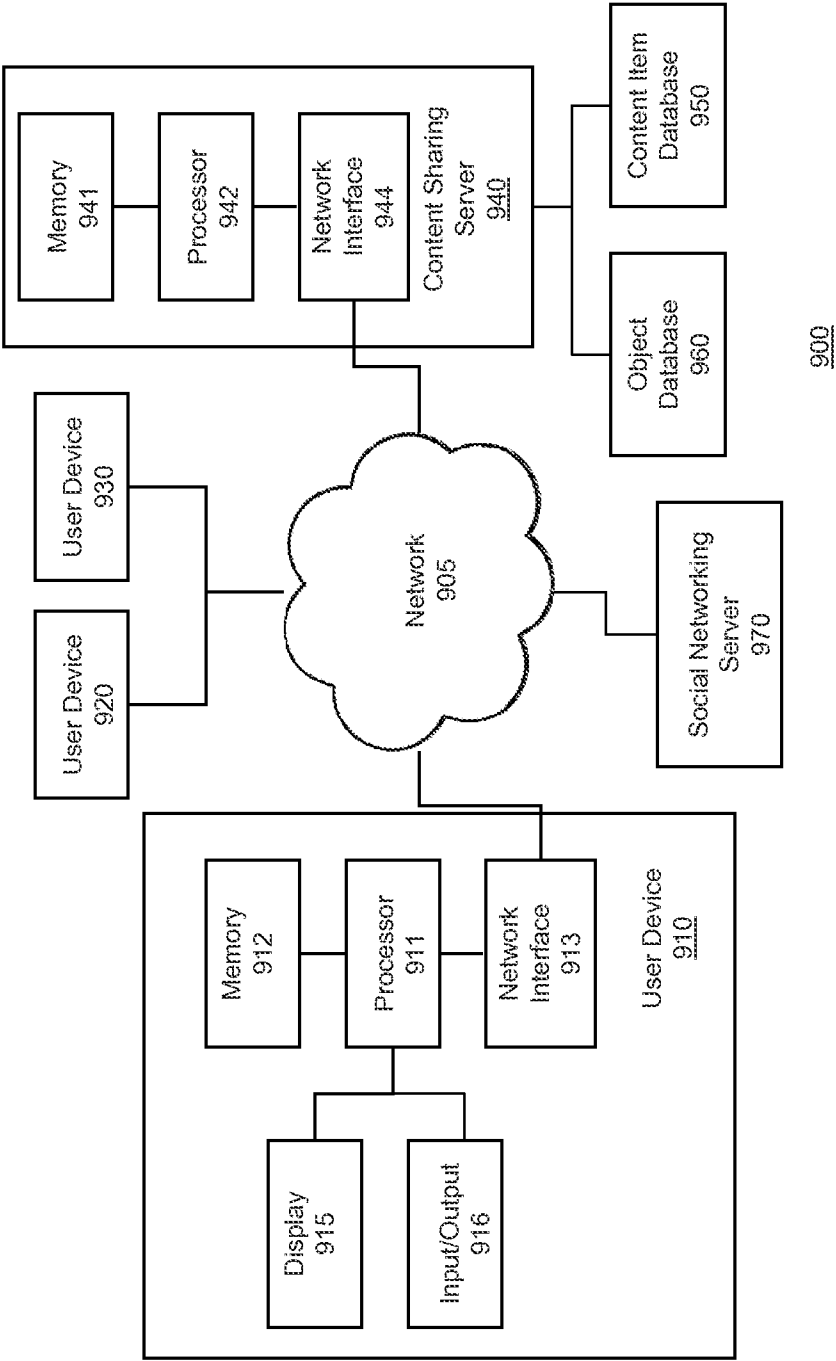 User Device
920
User Device
930
Memory
941
Processor
942
Network
Interface
944
Content Sharing
Server
940
Memory
912
Processor
911
Network
Interface
913
Display
915
Input/Output
916
User Device
910
Network
905
Social Networking
Server
970
Object
Database
960
Content Item
Database
950
900